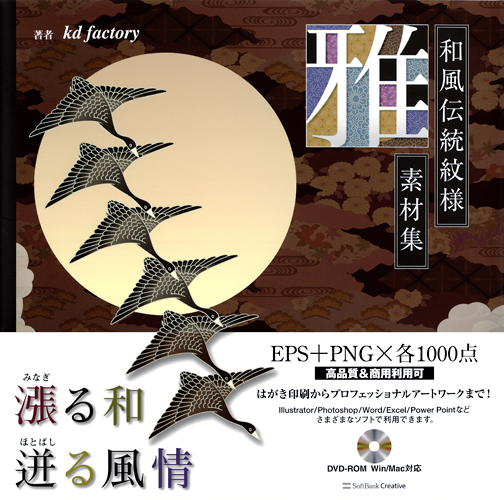 著者 kd factory
雅
和風伝統紋様
素材集
EPS＋PNG×各1000点
高品質＆商用利用可
はがき印刷からプロフェッショナルアートワークまで！
Illustrator/Photoshop/Word/Excel/Power Pointなど
さまざまなソフトで利用できます。
DVD-ROM Win/Mac対応
SoftBank Creative
みなぎ
漲る和
ほとばし
迸る風情